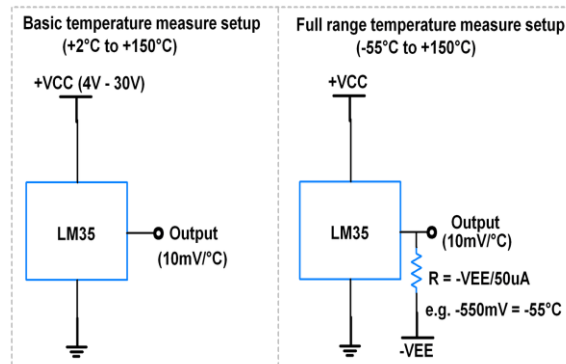 Basic temperature measure setup
(+2°C to +150°C)
+VCC (4V - 30V)
LM35
Output
(10mV/°C)
Full range temperature measure setup
(-55°C to +150°C)
+VCC
LM35
Output
(10mV/°C)
R = -VEE/50uA
e.g. -550mV = -55°C
-VEE